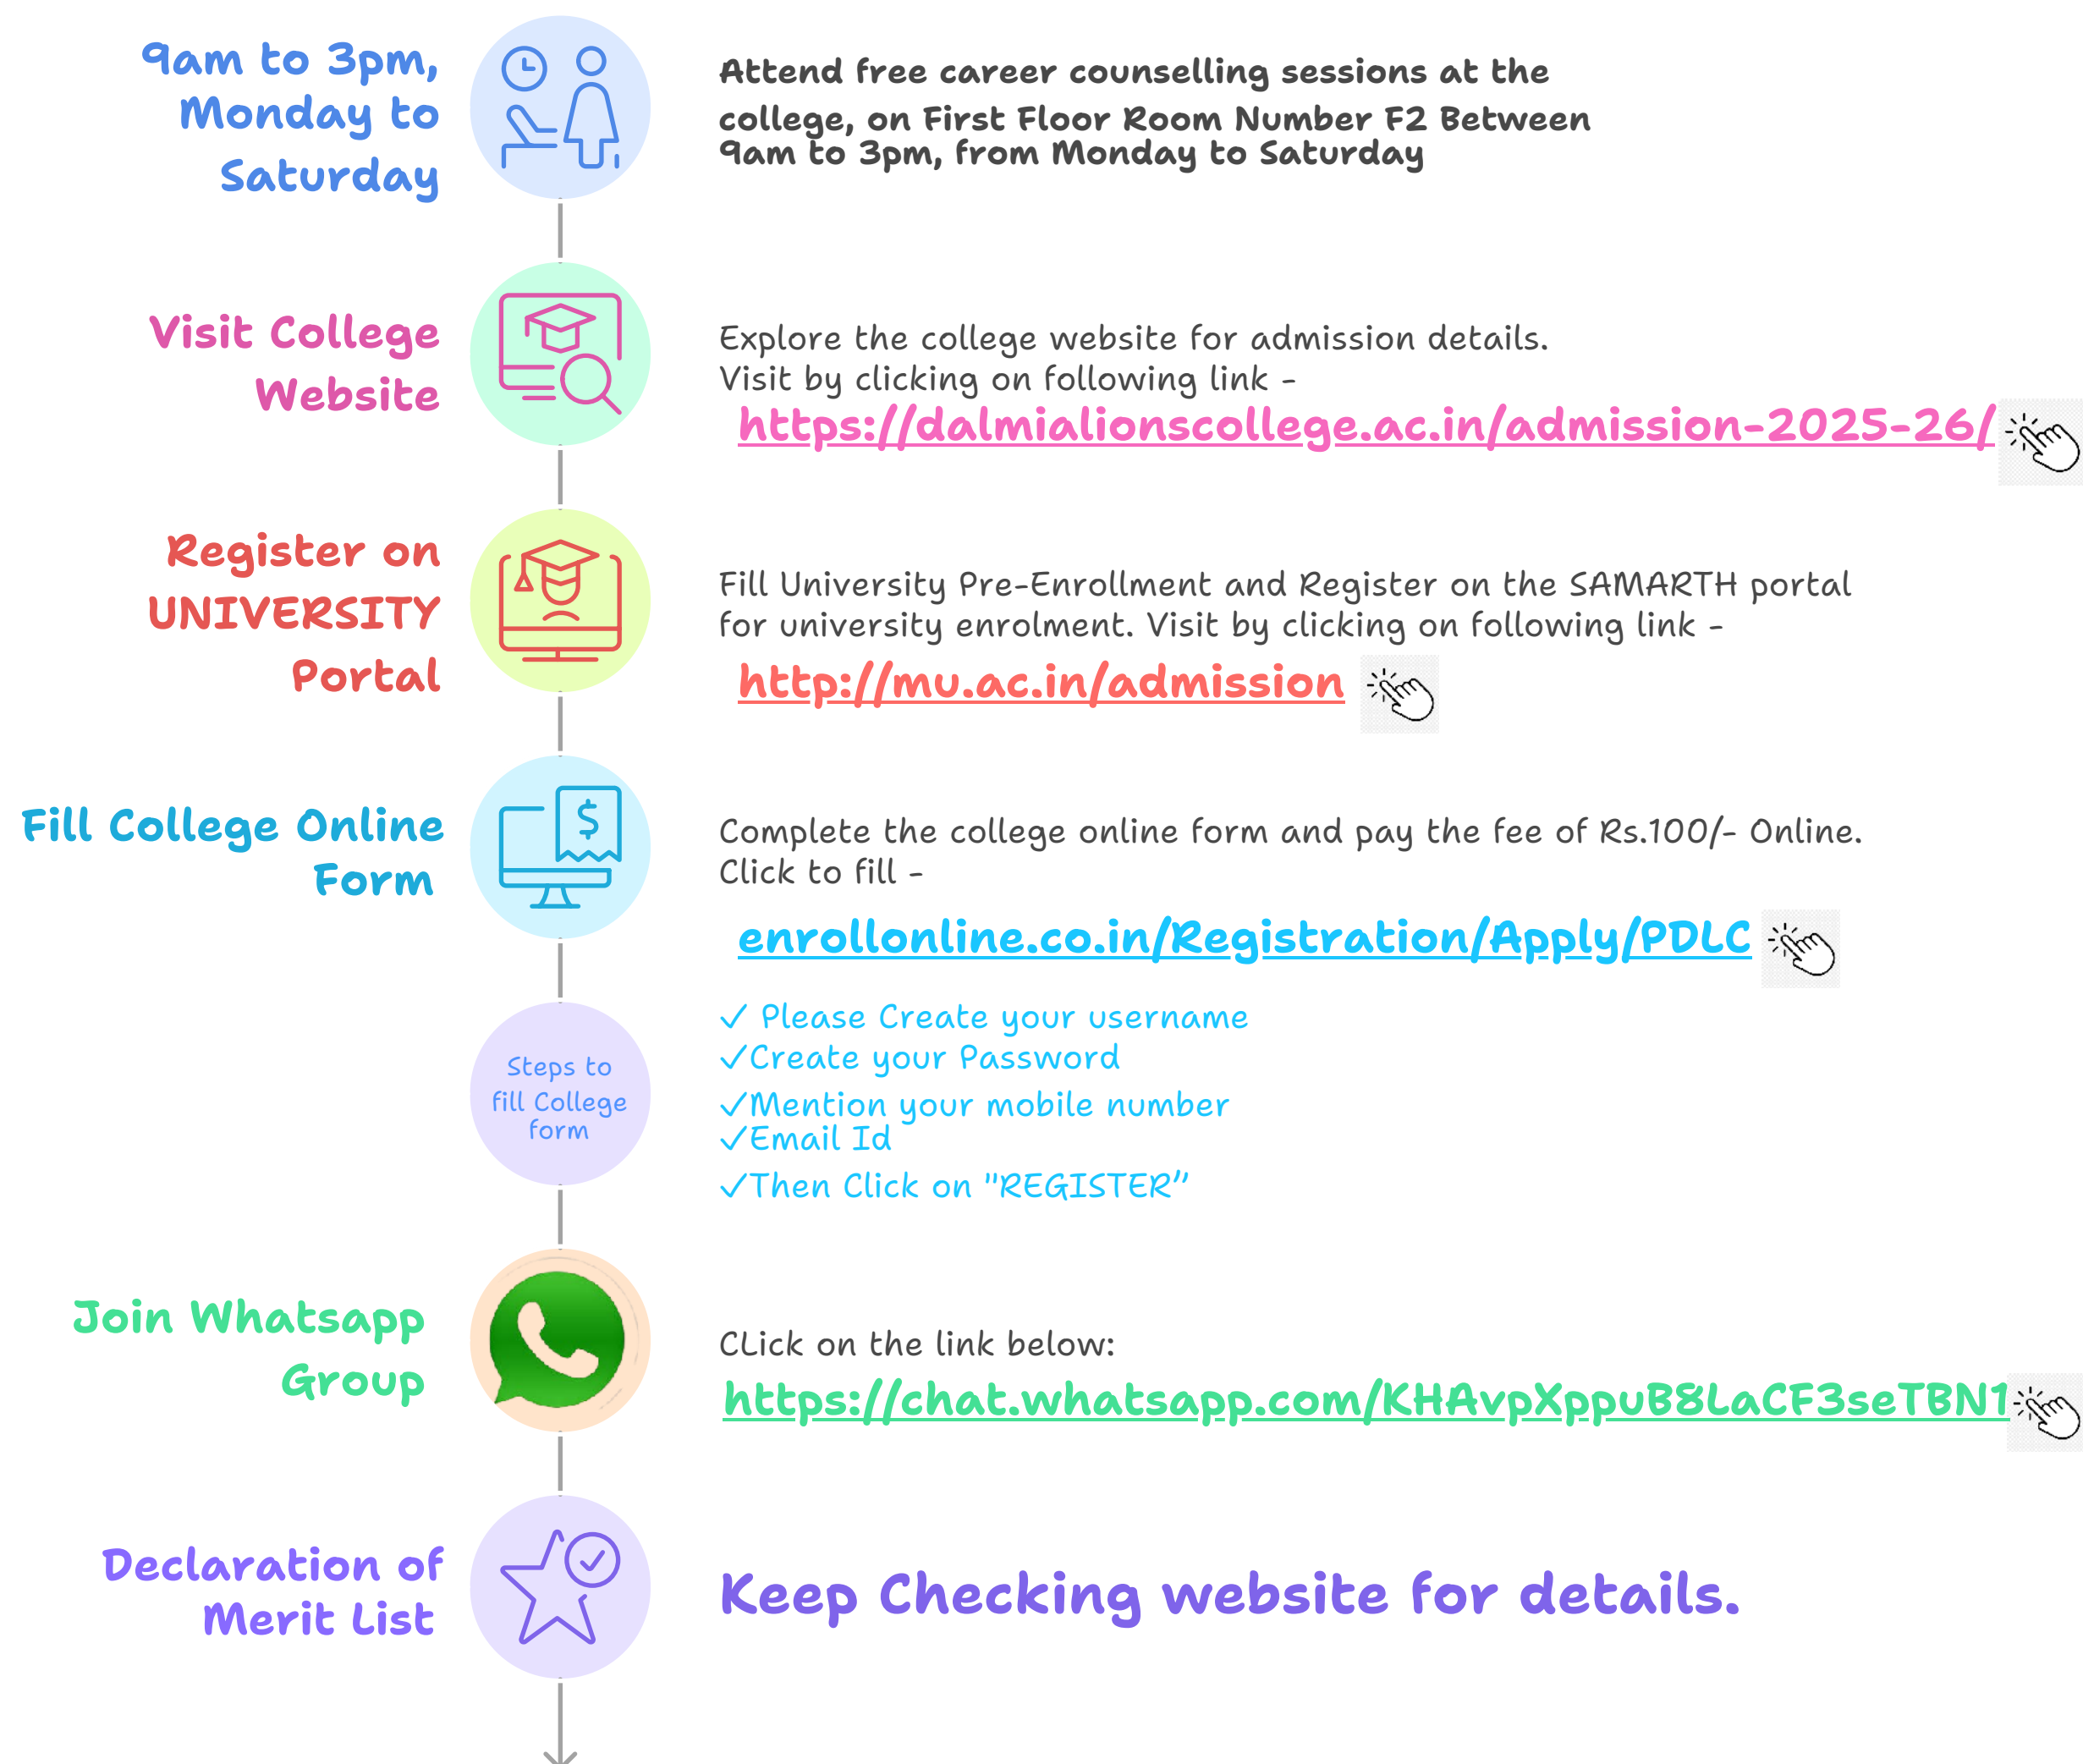 9am to 3pm,
Monday to
Saturday
Attend free career counselling sessions at the
college, on First Floor Room Number F2 Between
9am to 3pm, from Monday to Saturday
Visit College
Website
Explore the college website for admission details.
Visit by clicking on following link -
https://dalmialionscollege.ac.in/admission-2025-26/
Register on
UNIVERSITY
Portal
Fill University Pre-Enrollment and Register on the SAMARTH portal
for university enrolment. Visit by clicking on following link -
http://mu.ac.in/admission
Fill College Online
Form
Complete the college online form and pay the fee of Rs.100/- Online.
Click to fill -
enrollonline.co.in/Registration/Apply/PDLC
Steps to
fill College
form
✓ Please Create your username
✓Create your Password
✓Mention your mobile number
✓Email Id
✓Then Click on "REGISTER”
Join Whatsapp
Group
CLick on the link below:
https://chat.whatsapp.com/KHAvpXppuB8LaCF3seTBN1
Declaration of
Merit List
Keep Checking website for details.